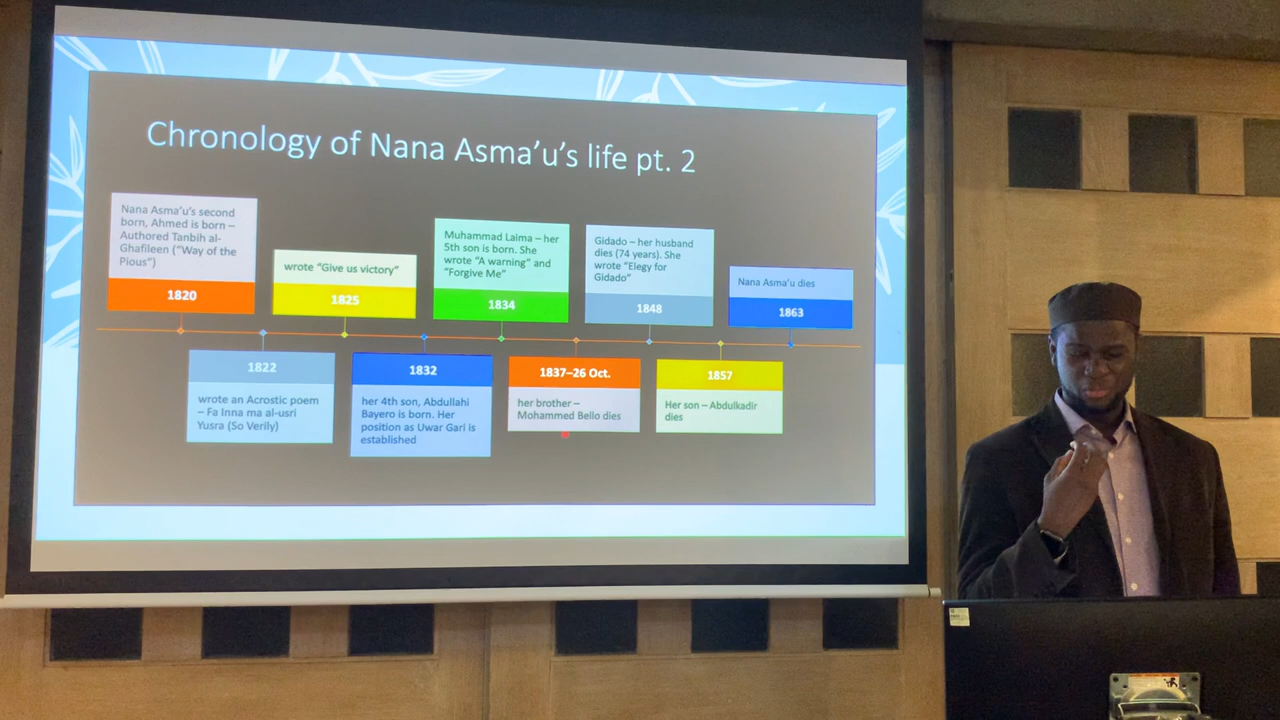 Chronology of Nana Asma'u's life pt. 2
Nana Asma'u's second
born, Ahmed is born –
Authored Tanbih al-
Ghafileen ("Way of the
Pious")
1820
wrote "Give us victory"
1825
Muhammad Laima – her
5th son is born. She
wrote "A warning" and
"Forgive Me"
1834
Gidado – her husband
dies (74 years). She
wrote "Elegy for
Gidado"
1848
Nana Asma'u dies
1863
1822
wrote an Acrostic poem
– Fa Inna ma al-usri
Yusra (So Verily)
1832
her 4th son, Abdullahi
Bayero is born. Her
position as Uwar Gari is
established
1837–26 Oct.
her brother –
Mohammed Bello dies
1857
Her son – Abdulkadir
dies